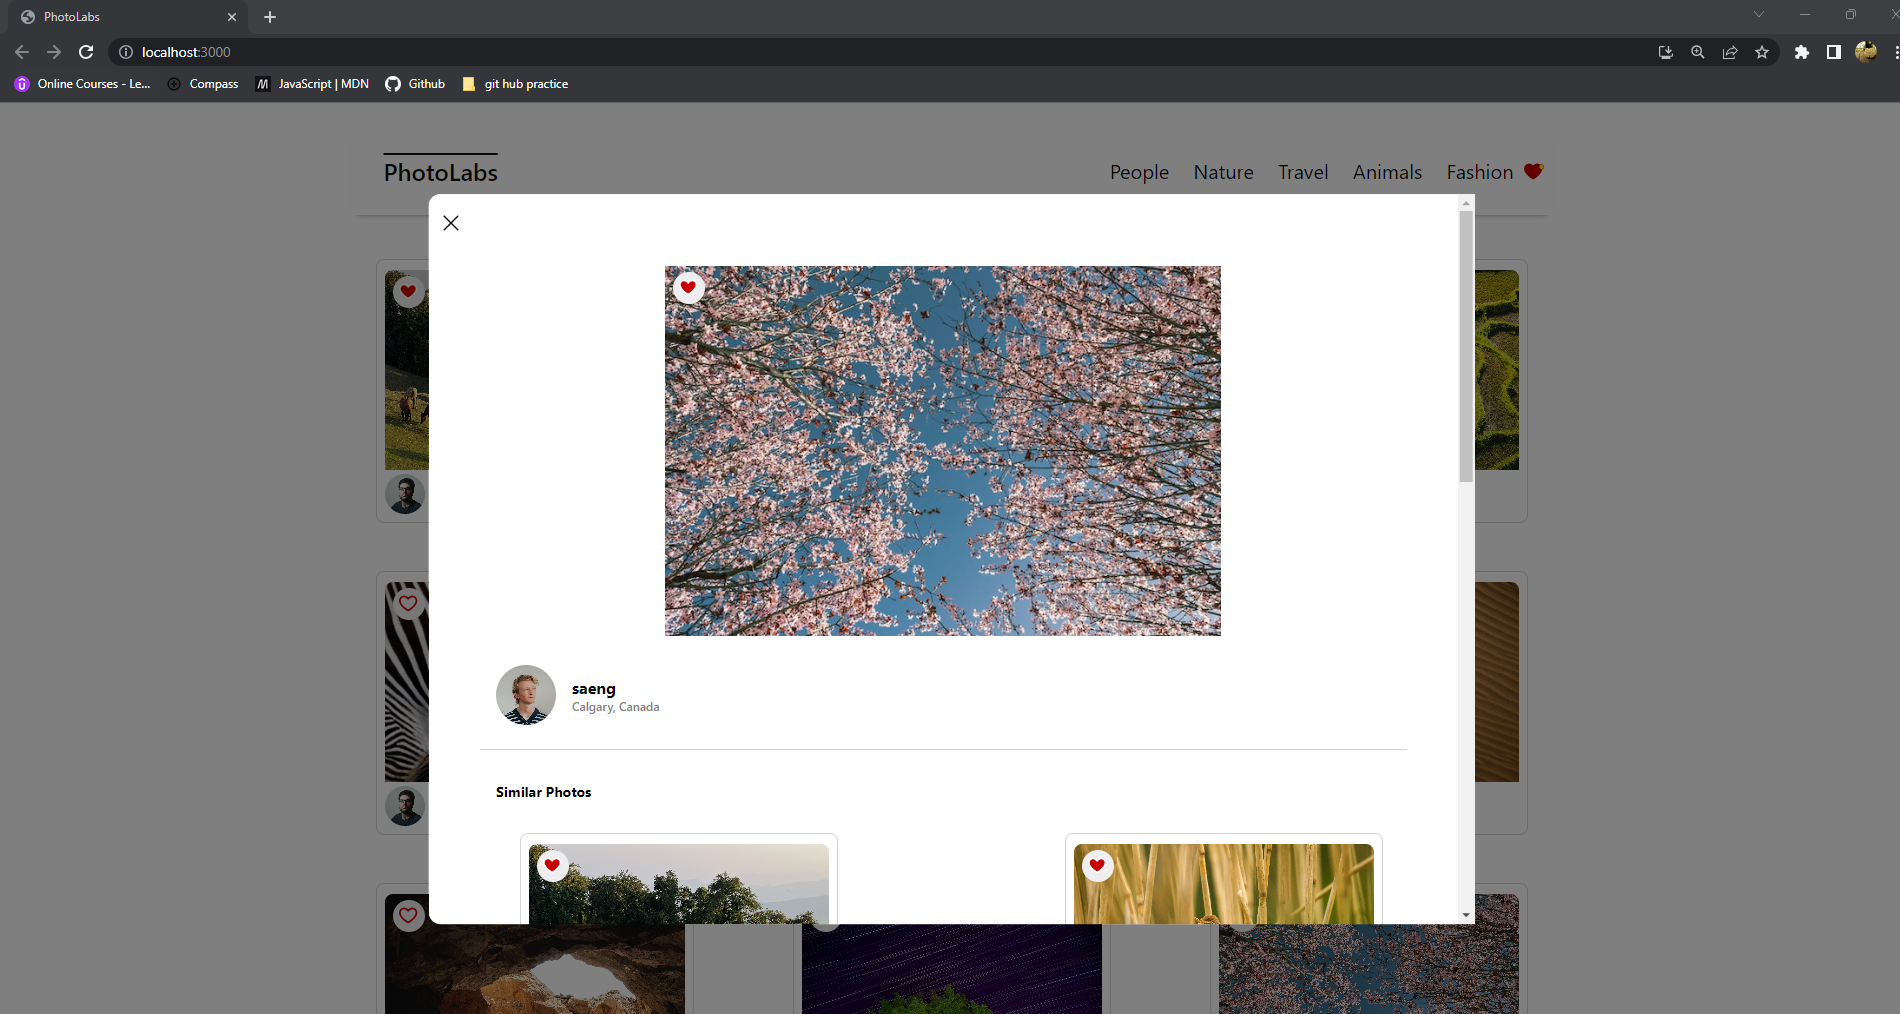 PhotoLabs
localhost:3000
Online Courses - Le...
Compass
JavaScript | MDN
Github
git hub practice
PhotoLabs
People
Nature
Travel
Animals
Fashion
saeng
Calgary, Canada
Similar Photos